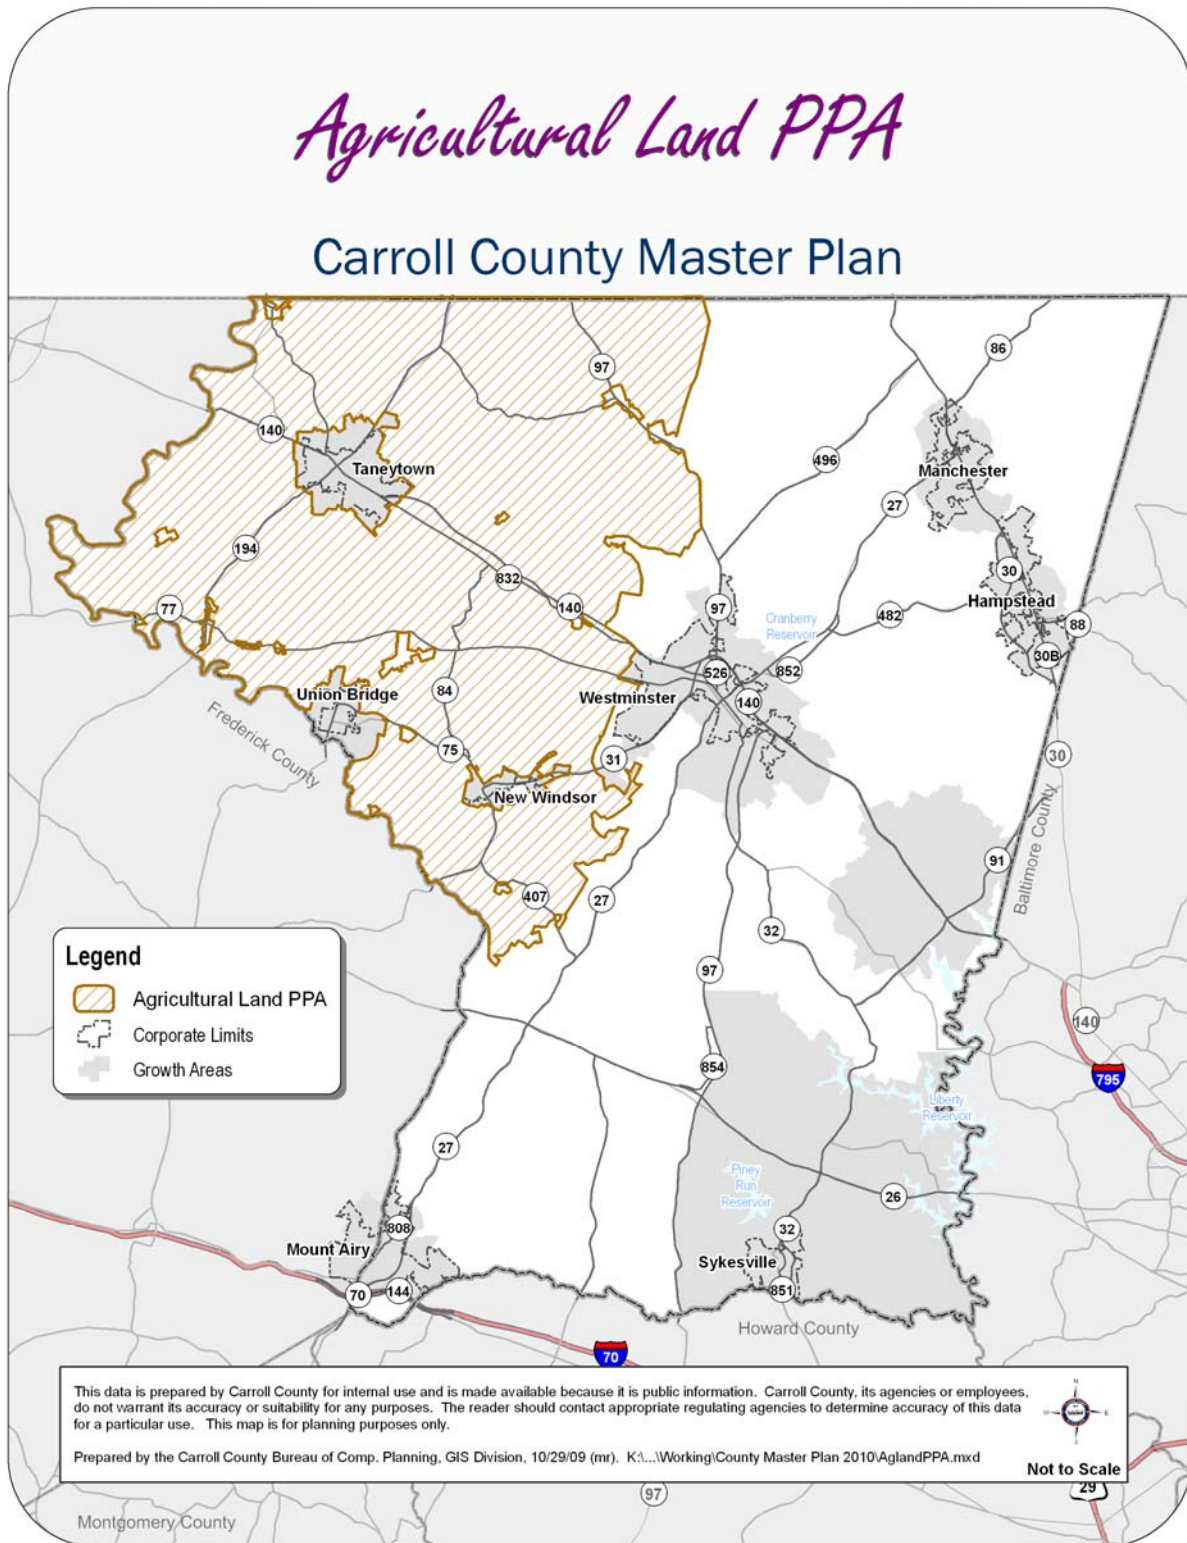 Agricultural Land PPA
Carroll County Master Plan
86
97
140
496
Taneytown
Manchester
27
194
832
30
77
140
97
Cranberry
Reservoir
482
Hampstead
88
852
30B
526
Union Bridge
84
Westminster
140
Frederick County
75
31
30
New Windsor
91
Baltimore County
407
27
32
97
Legend
Agricultural Land PPA
Corporate Limits
Growth Areas
140
854
795
Liberty
Reservoir
27
Piney
Run
Reservoir
26
808
32
Mount Airy
Sykesville
70
144
851
Howard County
70
This data is prepared by Carroll County for internal use and is made available because it is public information. Carroll County, its agencies or employees,
do not warrant its accuracy or suitability for any purposes. The reader should contact appropriate regulating agencies to determine accuracy of this data
for a particular use. This map is for planning purposes only.
Prepared by the Carroll County Bureau of Comp. Planning, GIS Division, 10/29/09 (mr). K:\...\Working\County Master Plan 2010\AglandPPA.mxd
N
W
E
S
Not to Scale
29
97
Montgomery County